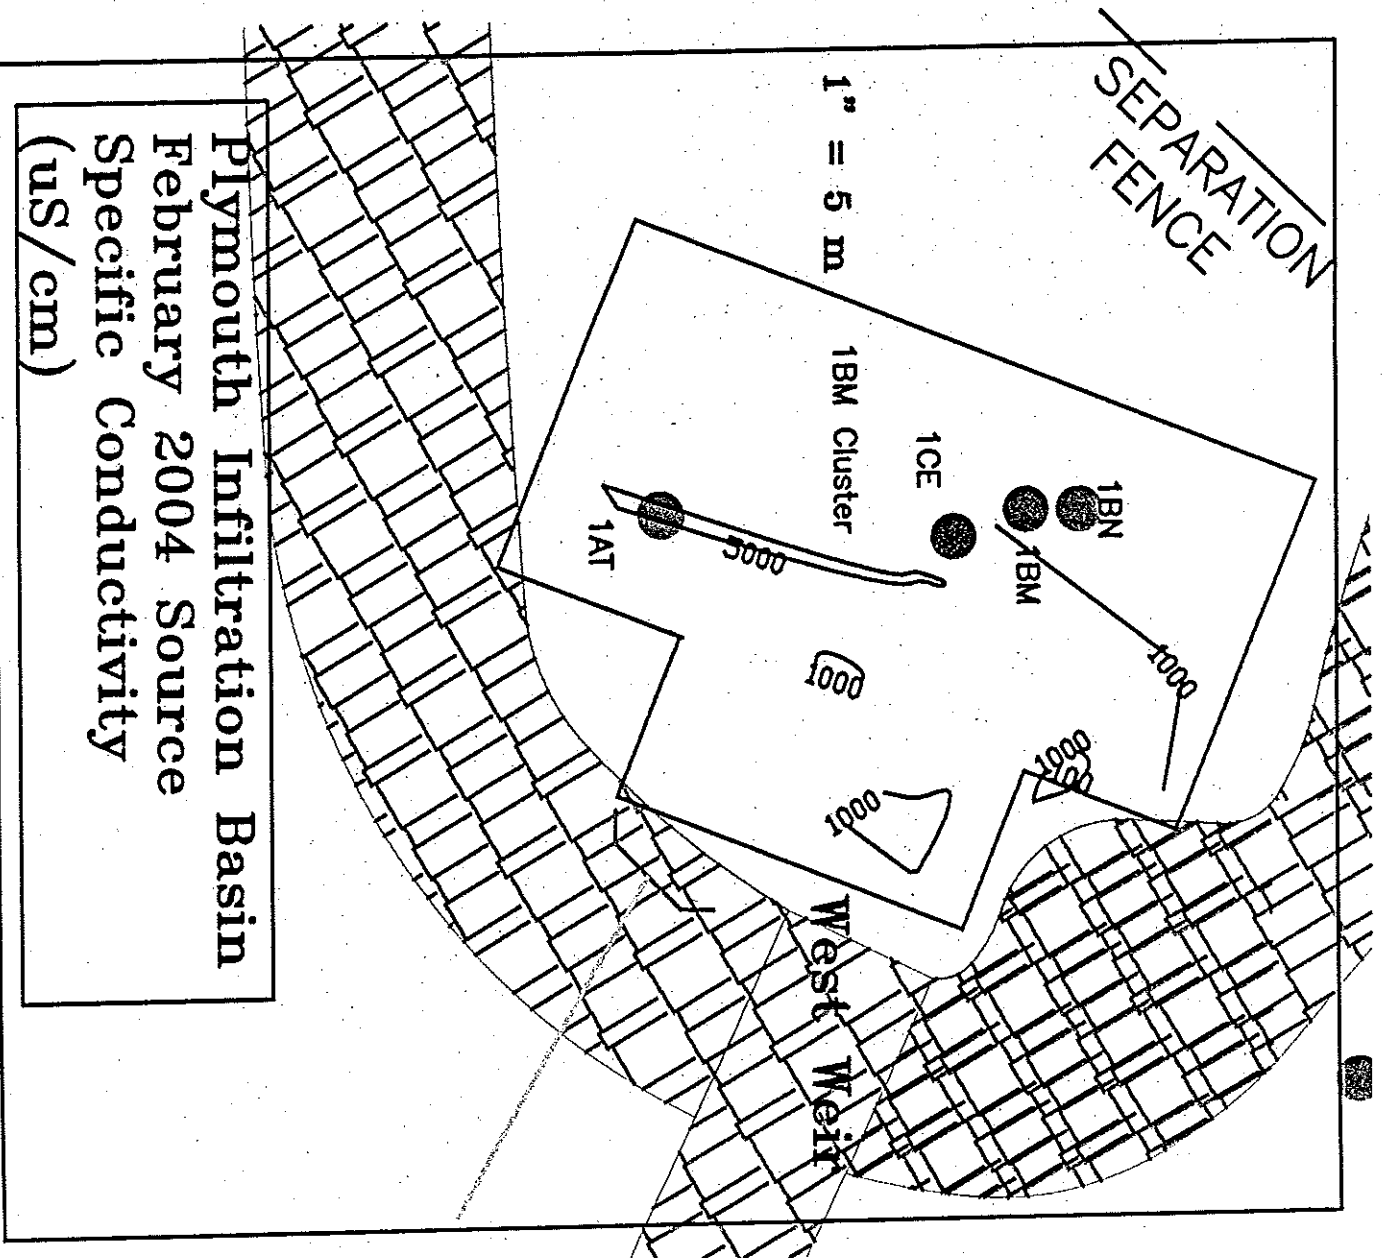 SEPARATION
FENCE
1" = 5 m
1BN
1BM
1CE
1BM Cluster
1AT
5000
1000
1000
1000
1000
West Weir
Plymouth Infiltration Basin
February 2004 Source
Specific Conductivity
(uS/cm)